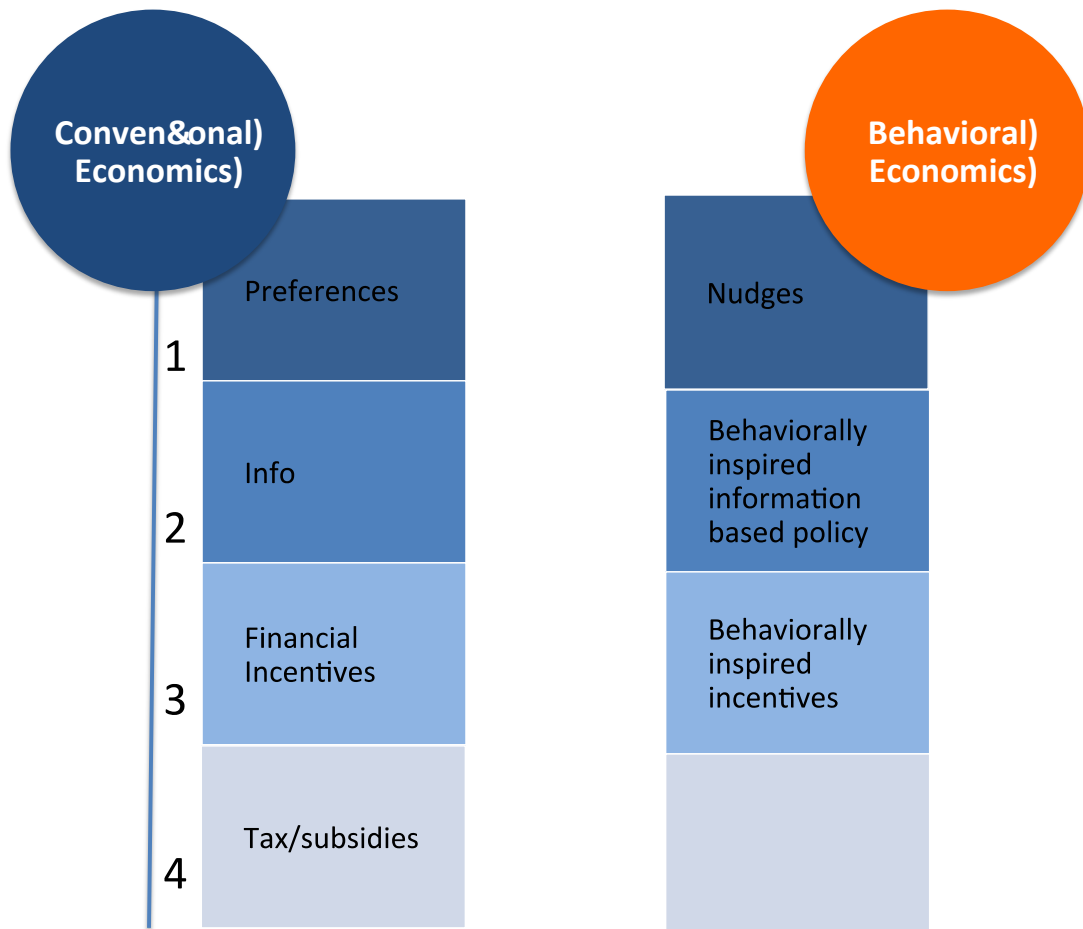 Conven&onal)
Economics)
Behavioral)
Economics)
Preferences
Nudges
1
Info
Behaviorally
inspired
information
based policy
2
Financial
Incentives
Behaviorally
inspired
incentives
3
Tax/subsidies
4